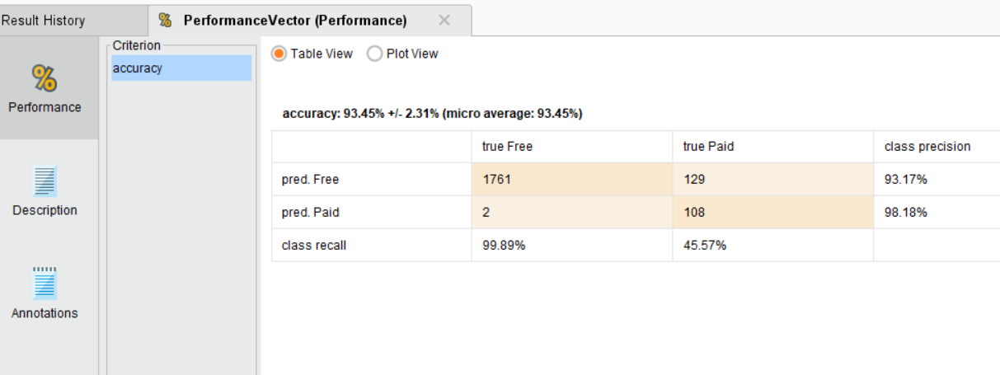 Result History
PerformanceVector (Performance)
Performance
Description
Annotations
Criterion
accuracy
Table View Plot View
accuracy: 93.45% +/- 2.31% (micro average: 93.45%)
true Free true Paid class precision
pred. Free 1761 129 93.17%
pred. Paid 2 108 98.18%
class recall 99.89% 45.57%